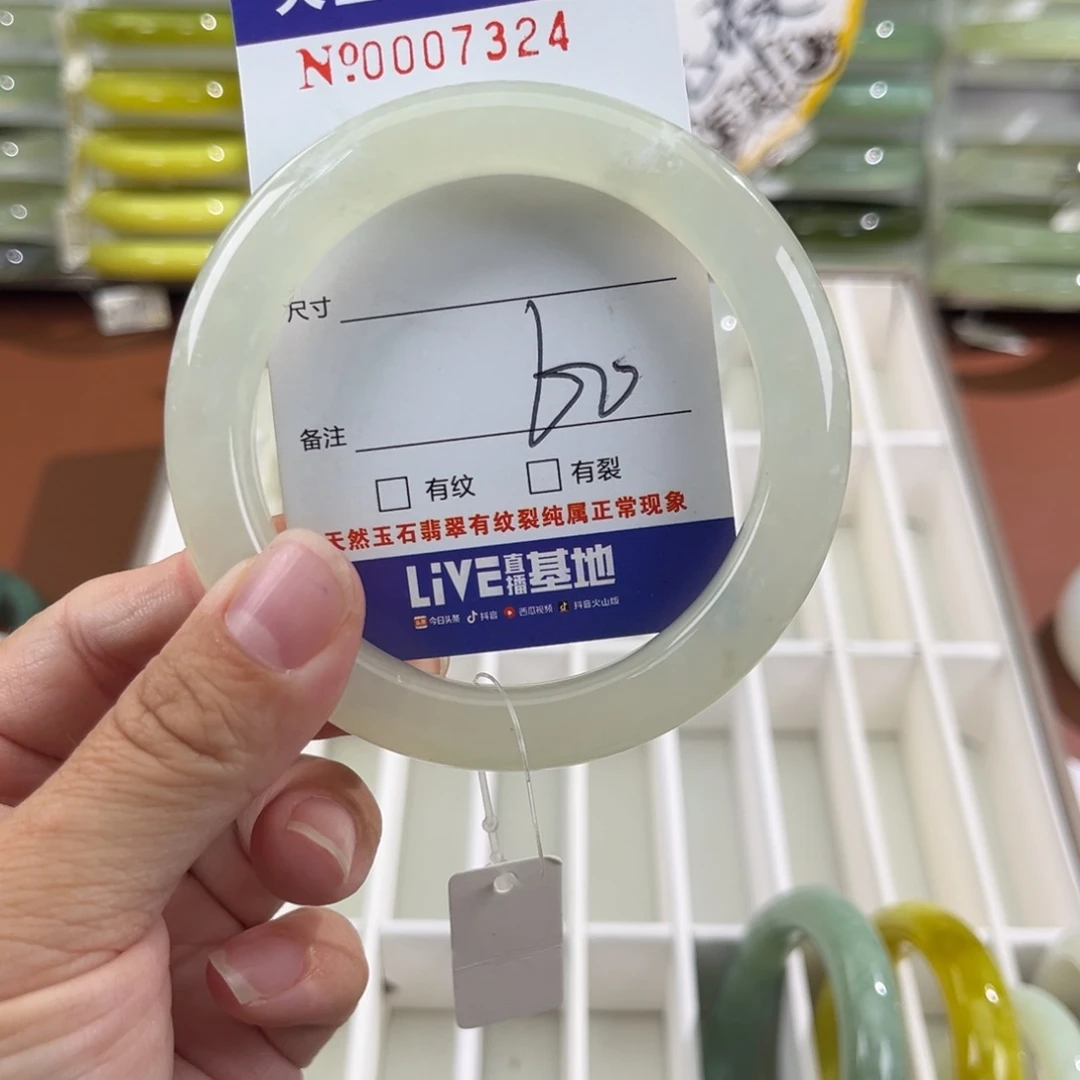 №0007324
尺寸
60
备注
□ 有纹 □ 有裂
天然玉石翡翠有纹裂纯属正常现象
LiVE直播基地
今日头条 抖音 西瓜视频 抖音火山版